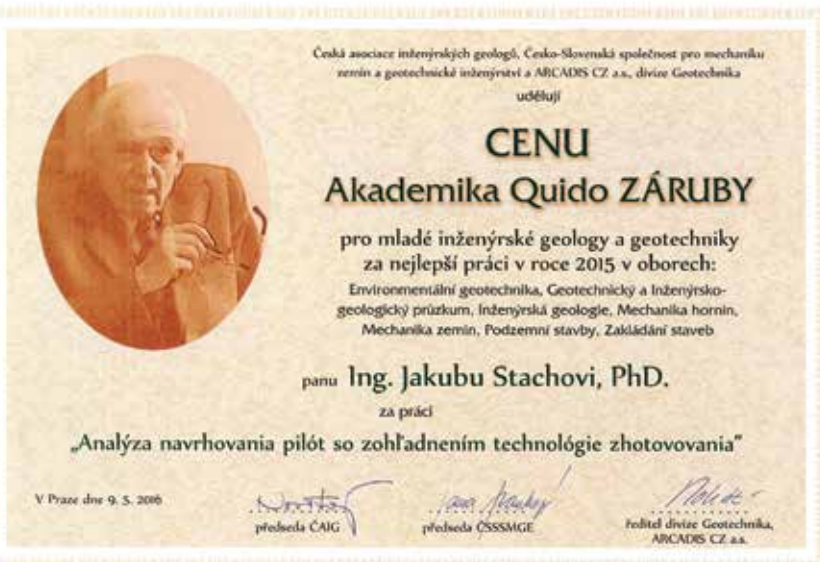 Česká asociace inženýrských geologů, Česko-Slovenská společnost pro mechaniku
zemin a geotechnické inženýrství a ARCADIS CZ a.s., divize Geotechnika
udělují
CENU
Akademika Quido ZÁRUBY
pro mladé inženýrské geology a geotechniky
za nejlepší práci v roce 2015 v oborech:
Environmentální geotechnika, Geotechnický a Inženýrsko-
geologický průzkum, Inženýrská geologie, Mechanika hornin,
Mechanika zemin, Podzemní stavby, Zakládání staveb
panu Ing. Jakubu Stachovi, PhD.
za práci
„Analýza navrhovania pilót so zohľadnením technológie zhotovovania"
V Praze dne 9. 5. 2016
předseda ČAIG
předseda ČSSSMGE
ředitel divize Geotechnika,
ARCADIS CZ a.s.